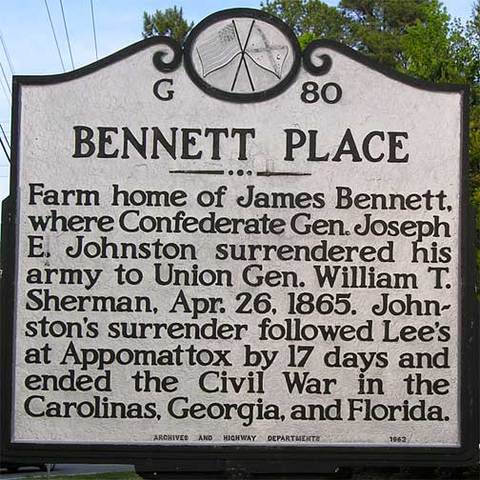 G 80
BENNETT PLACE
Farm home of James Bennett,
where Confederate Gen. Joseph
E. Johnston surrendered his
army to Union Gen. William T.
Sherman, Apr. 26, 1865. John-
ston's surrender followed Lee's
at Appomattox by 17 days and
ended the Civil War in the
Carolinas, Georgia, and Florida.
ARCHIVES AND HIGHWAY DEPARTMENTS 1962